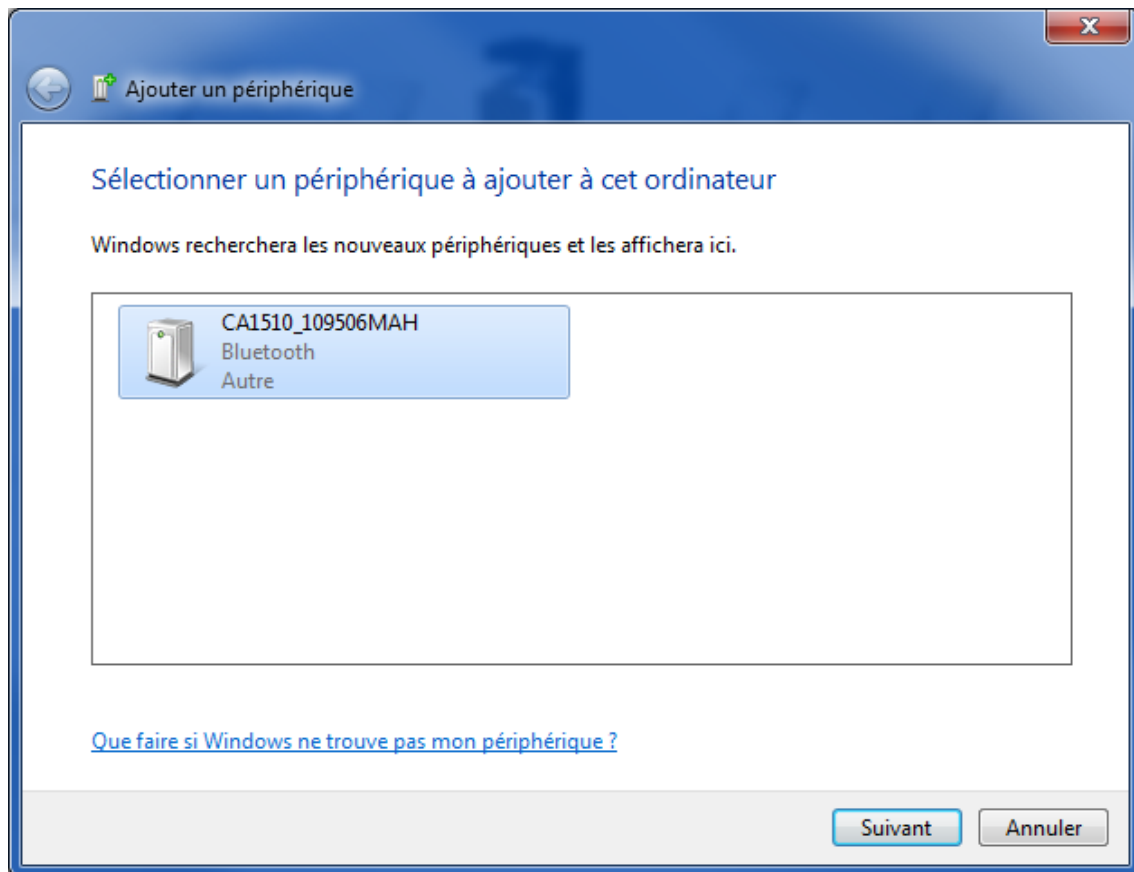 Ajouter un périphérique
Sélectionner un périphérique à ajouter à cet ordinateur
Windows recherchera les nouveaux périphériques et les affichera ici.
CA1510_109506MAH
Bluetooth
Autre
Que faire si Windows ne trouve pas mon périphérique ?
Suivant
Annuler